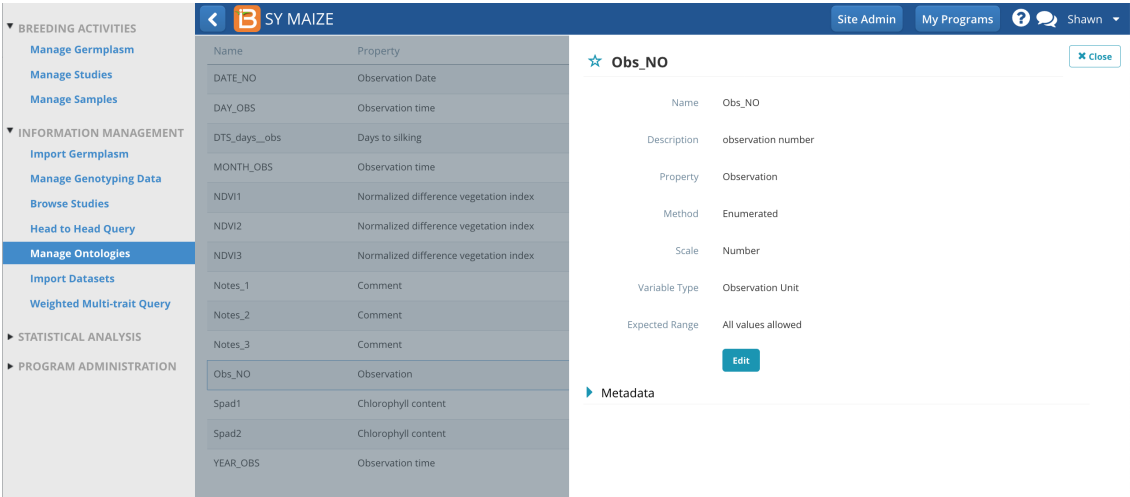 BREEDING ACTIVITIES
Manage Germplasm
Manage Studies
Manage Samples
INFORMATION MANAGEMENT
Import Germplasm
Manage Genotyping Data
Browse Studies
Head to Head Query
Manage Ontologies
Import Datasets
Weighted Multi-trait Query
STATISTICAL ANALYSIS
PROGRAM ADMINISTRATION
SY MAIZE Site Admin My Programs ? Shawn
Name Property
DATE_NO Observation Date
DAY_OBS Observation time
DTS_days__obs Days to silking
MONTH_OBS Observation time
NDVI1 Normalized difference vegetation index
NDVI2 Normalized difference vegetation index
NDVI3 Normalized difference vegetation index
Notes_1 Comment
Notes_2 Comment
Notes_3 Comment
Obs_NO Observation
Spad1 Chlorophyll content
Spad2 Chlorophyll content
YEAR_OBS Observation time
Obs_NO
Close
Name Obs_NO
Description observation number
Property Observation
Method Enumerated
Scale Number
Variable Type Observation Unit
Expected Range All values allowed
Edit
Metadata